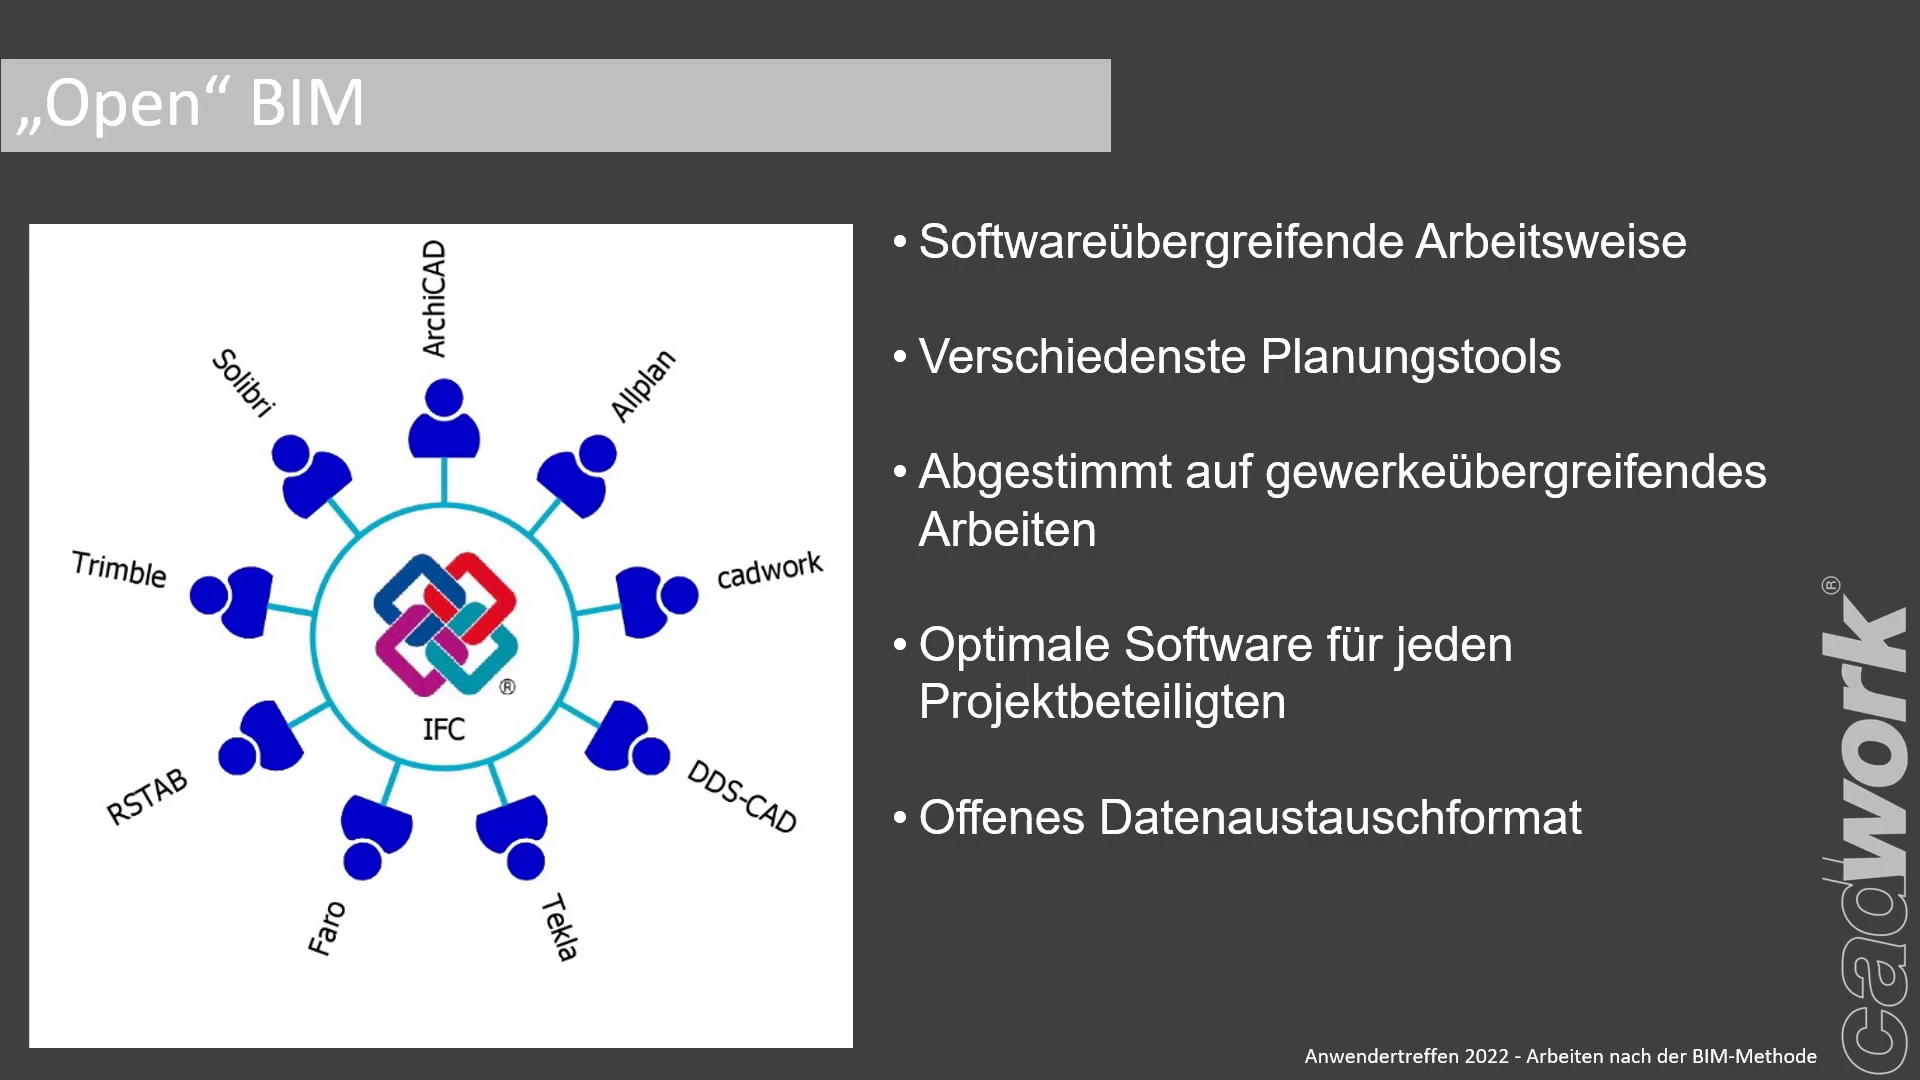 „Open“ BIM
ArchiCAD
Solibri
Allplan
Trimble
cadwork
®
IFC
RSTAB
DDS-CAD
Faro
Tekla
• Softwareübergreifende Arbeitsweise
• Verschiedenste Planungstools
• Abgestimmt auf gewerkeübergreifendes
Arbeiten
• Optimale Software für jeden
Projektbeteiligten
• Offenes Datenaustauschformat
cadwork®
Anwendertreffen 2022 - Arbeiten nach der BIM-Methode